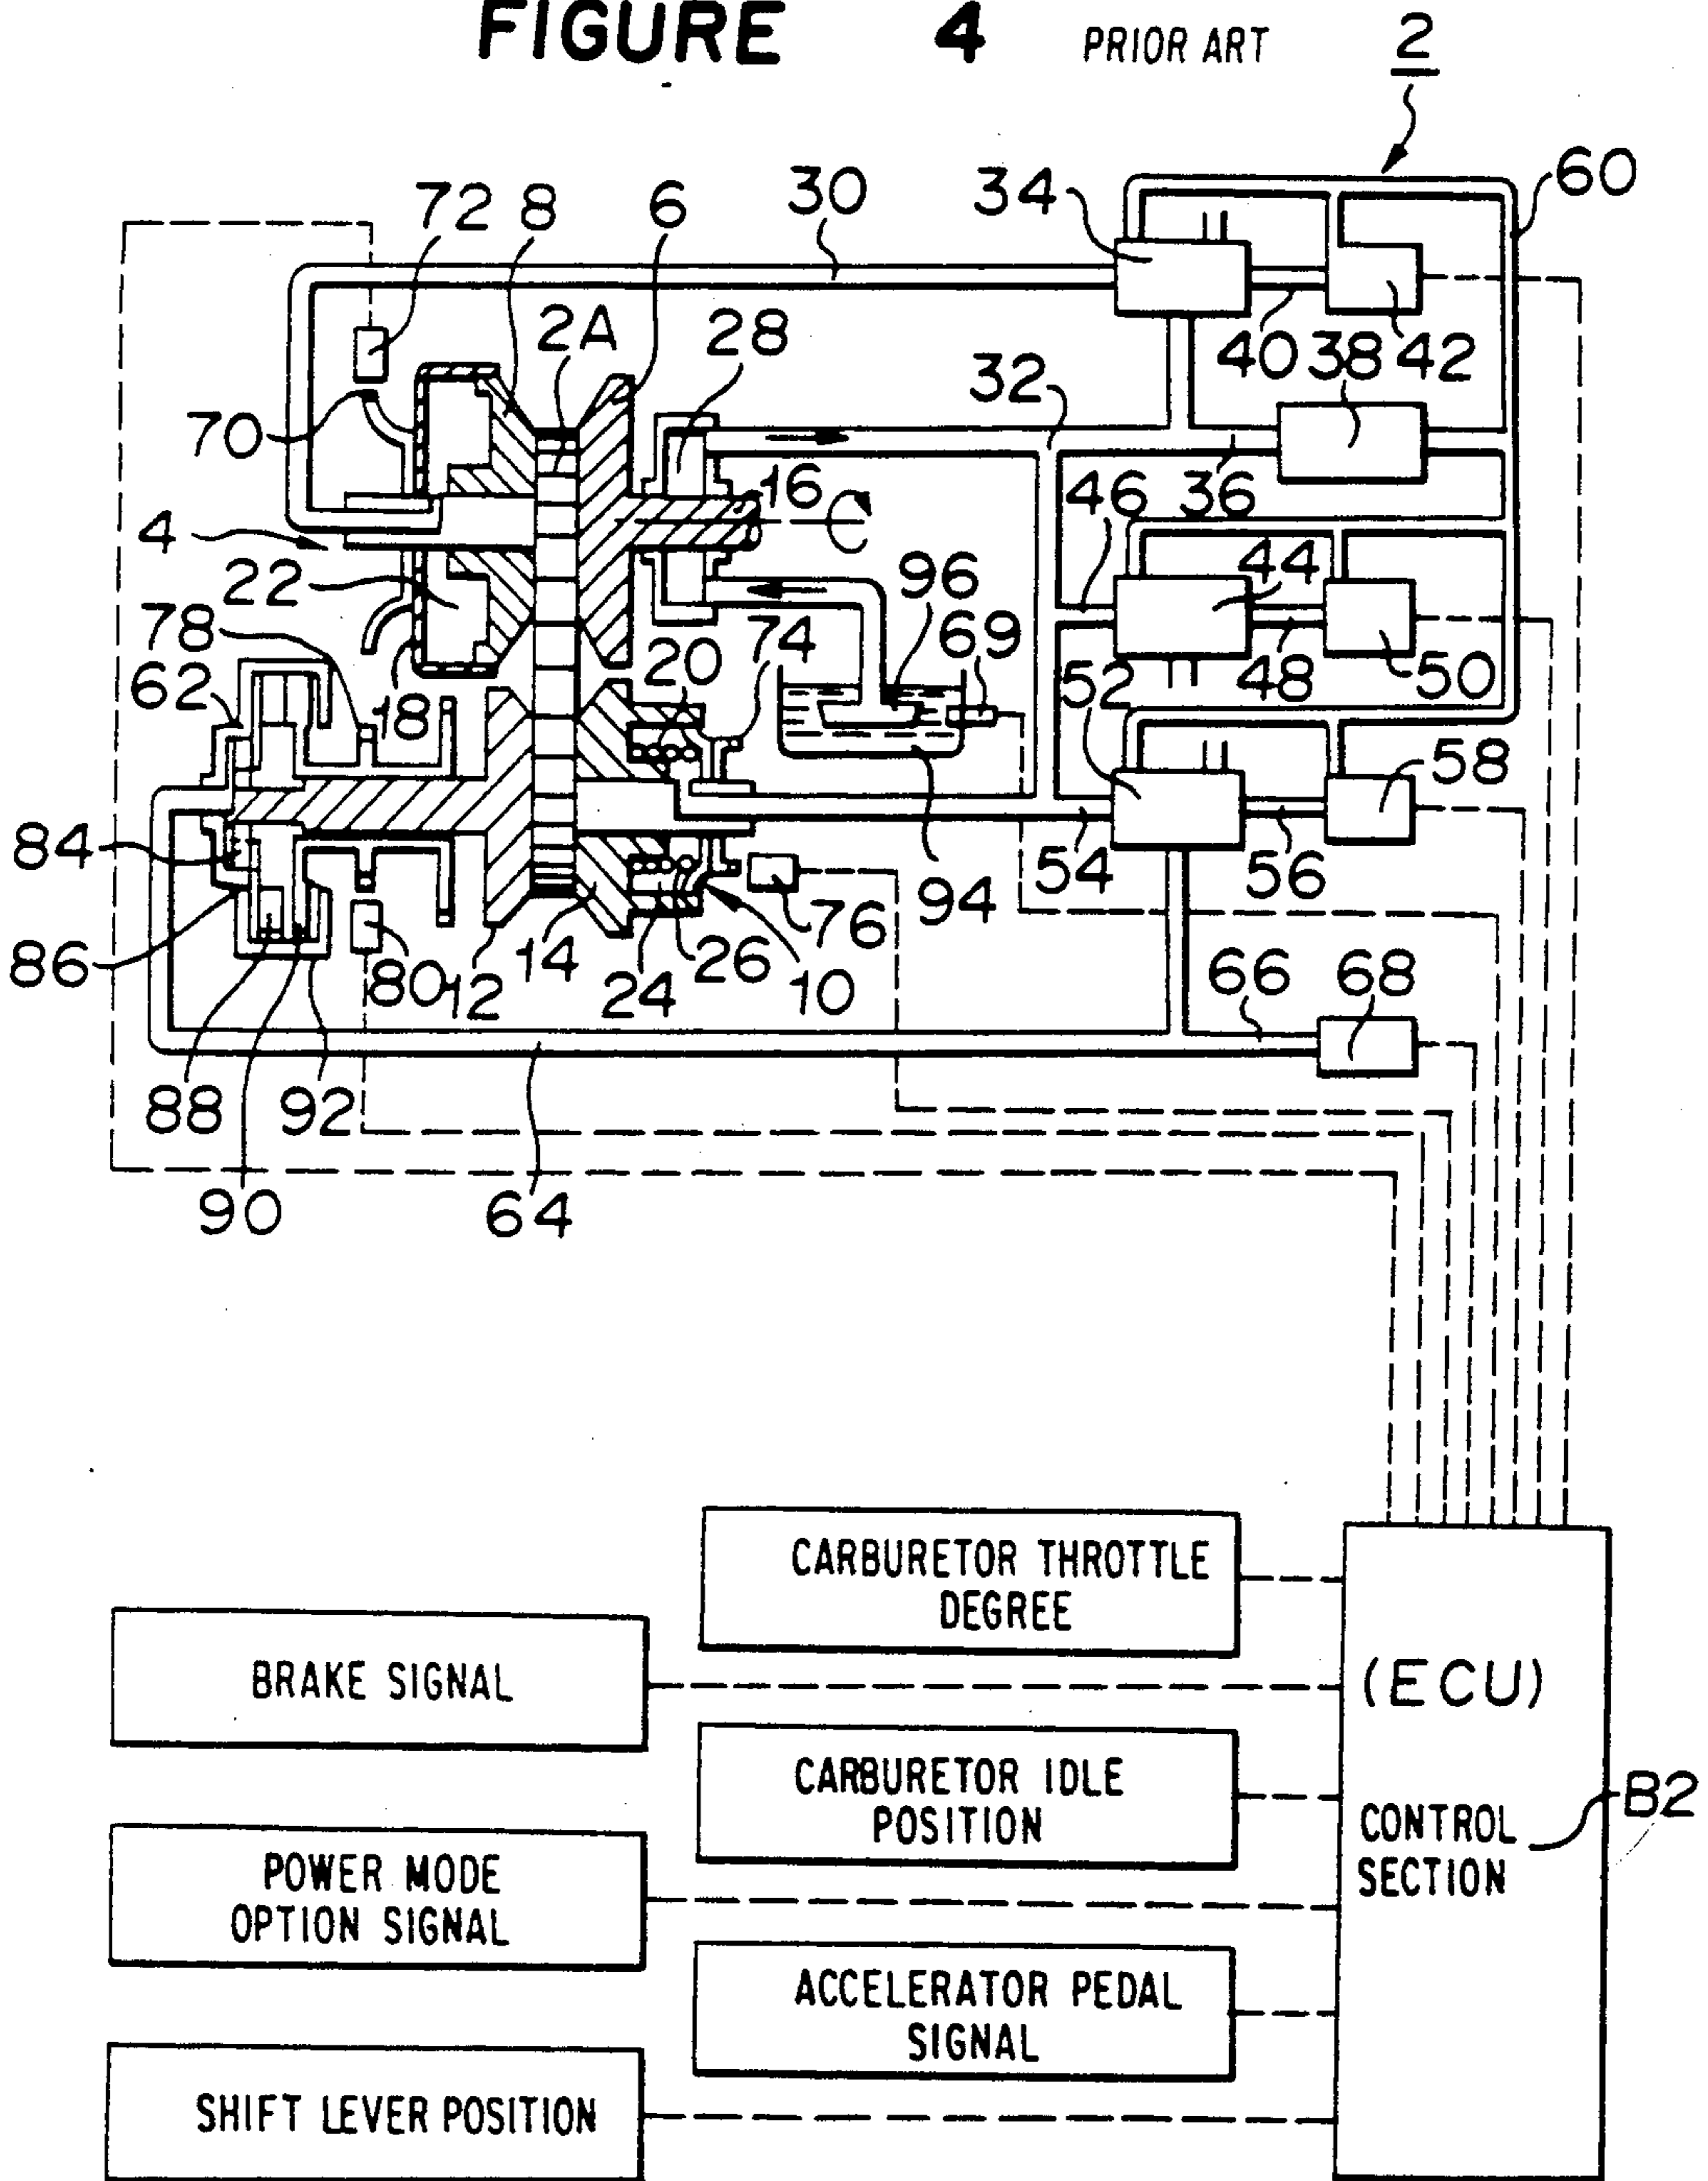 FIGURE 4 PRIOR ART 2
60
34
30
6
8
72
2A
28
40 38 42
32
70
16
46 36
4
44
96
22
69
78
74
20
48 50
52
62
18
58
84
54 56
94
76
26
86
14
80
12
24
10
66 68
88 92
90
64
CARBURETOR THROTTLE
DEGREE
BRAKE SIGNAL
(ECU)
CARBURETOR IDLE
POSITION
B2
CONTROL
SECTION
POWER MODE
OPTION SIGNAL
ACCELERATOR PEDAL
SIGNAL
SHIFT LEVER POSITION